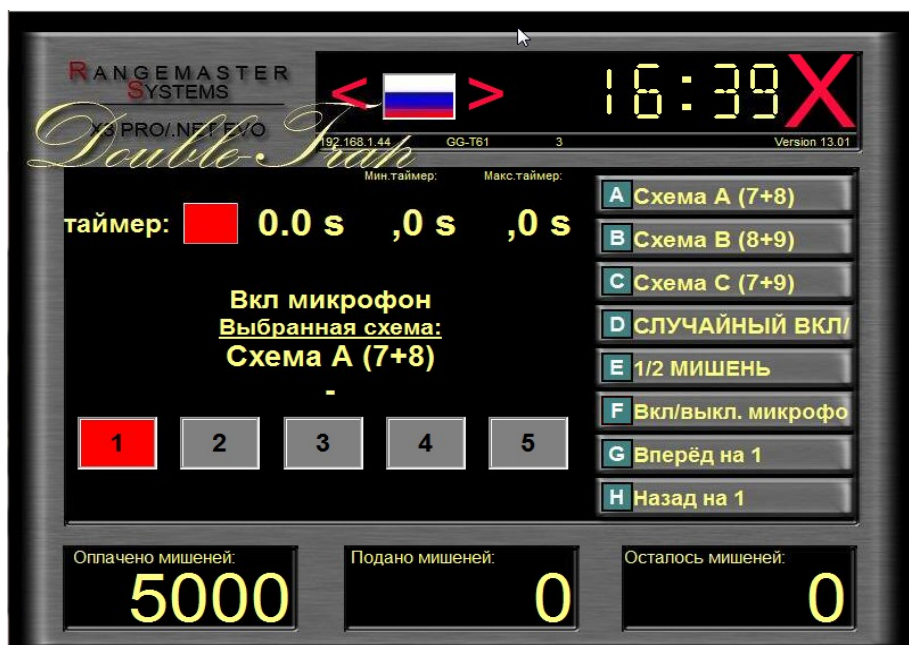 RANGEMASTER
SYSTEMS
X3 PRO/.NET EVO
Double-Trap
< >
16:39 X
192.168.1.44 GG-T61 3 Version 13.01
Мин.таймер: Макс.таймер:
таймер: 0.0 s ,0 s ,0 s
Вкл микрофон
Выбранная схема:
Схема А (7+8)
-
1 2 3 4 5
A Схема А (7+8)
B Схема В (8+9)
C Схема С (7+9)
D СЛУЧАЙНЫЙ ВКЛ/
E 1/2 МИШЕНЬ
F Вкл/выкл. микрофо
G Вперёд на 1
H Назад на 1
Оплачено мишеней: Подано мишеней: Осталось мишеней:
5000 0 0